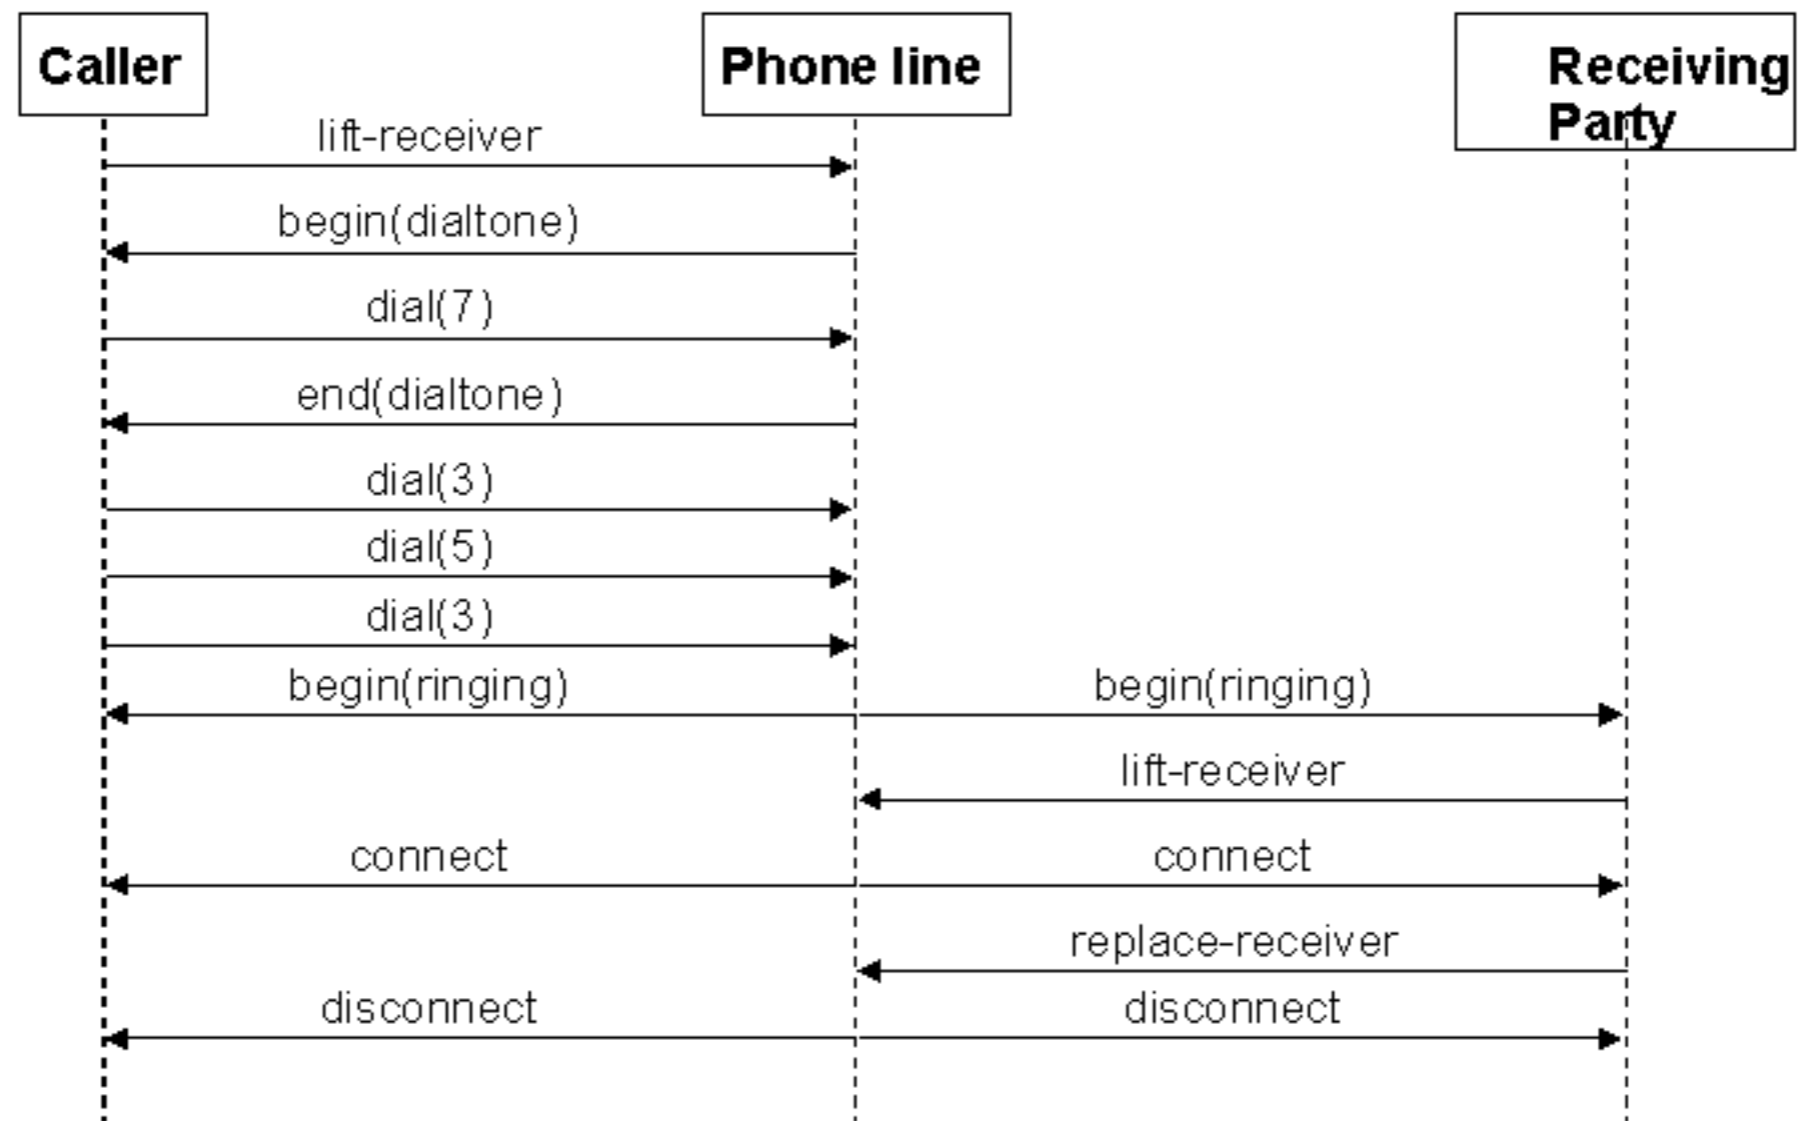 Caller
Phone line
Receiving
Party
lift-receiver
begin(dialtone)
dial(7)
end(dialtone)
dial(3)
dial(5)
dial(3)
begin(ringing)
begin(ringing)
lift-receiver
connect
connect
replace-receiver
disconnect
disconnect